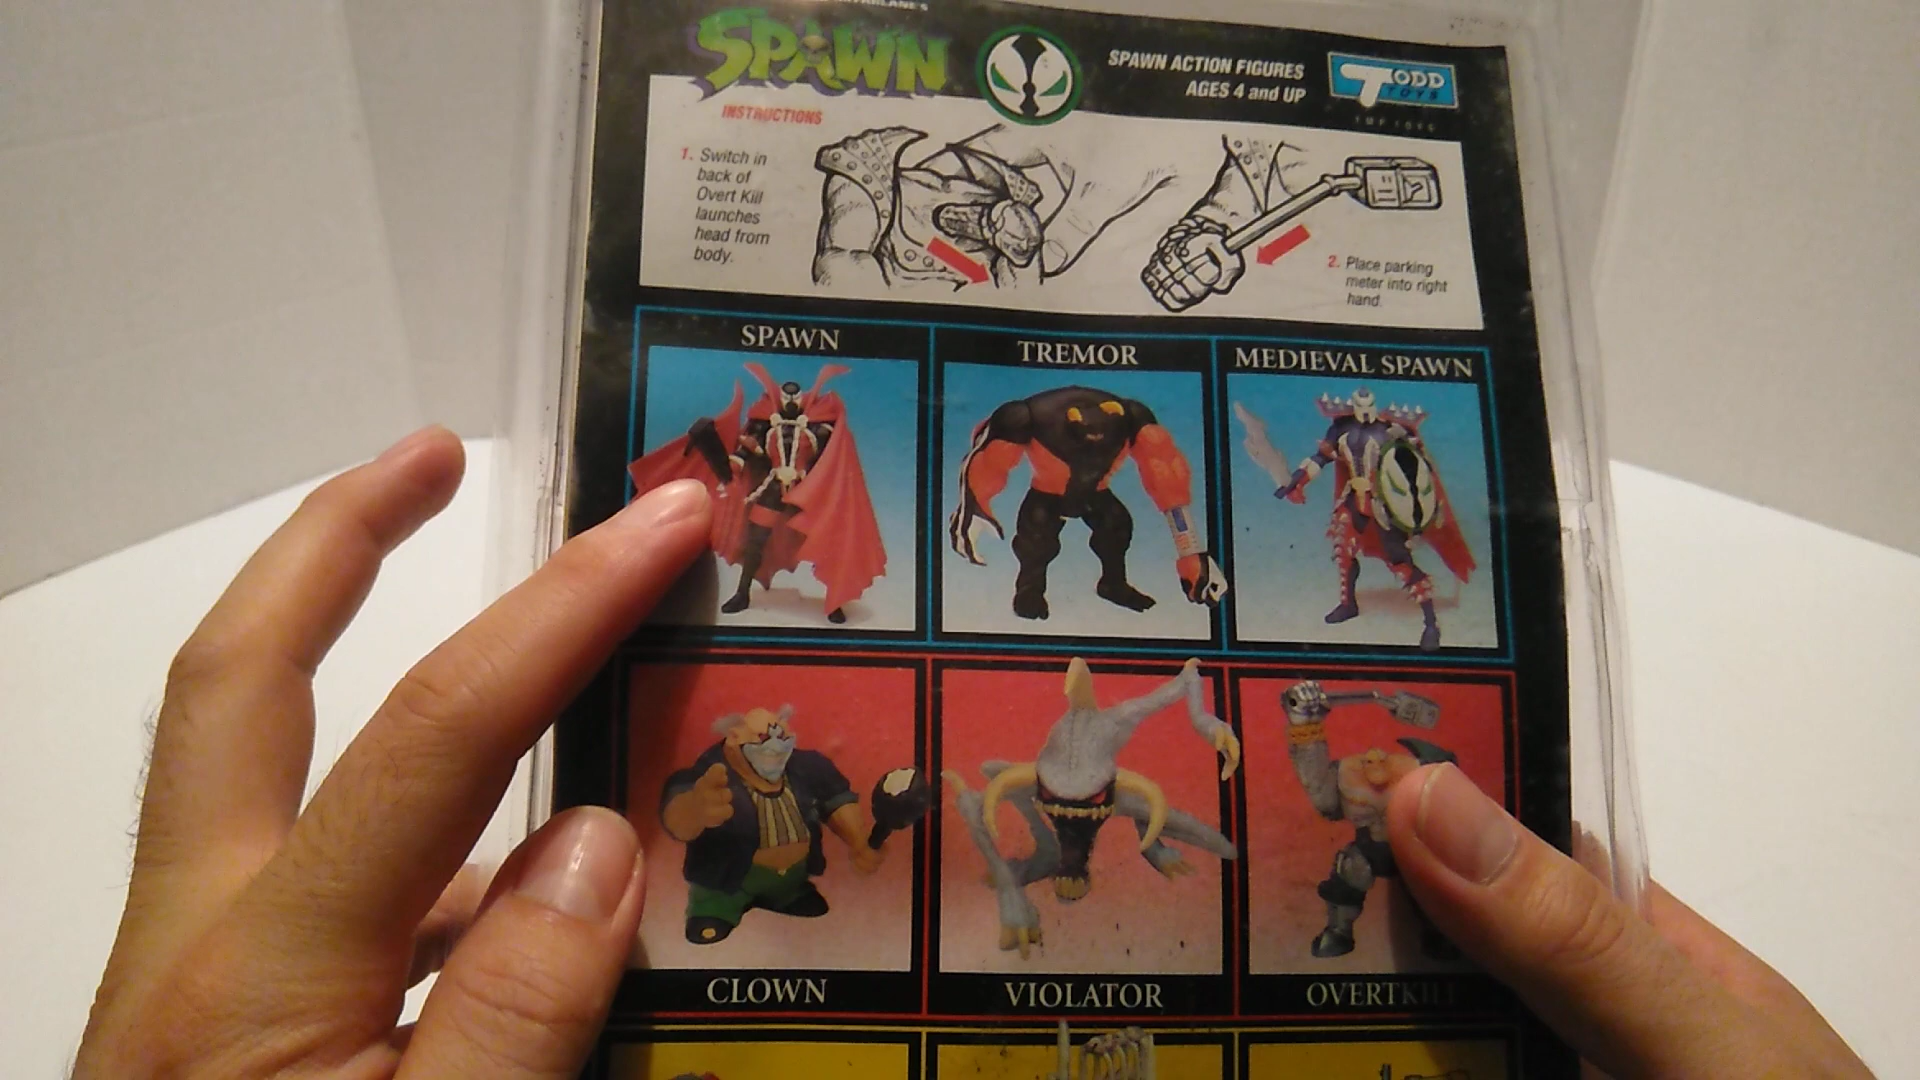 McFARLANE'S
SPAWN
SPAWN ACTION FIGURES
AGES 4 and UP
TODD
TOYS
INSTRUCTIONS
1. Switch in
back of
Overt Kill
launches
head from
body.
2. Place parking
meter into right
hand.
SPAWN
TREMOR
MEDIEVAL SPAWN
CLOWN
VIOLATOR
OVERTKILL